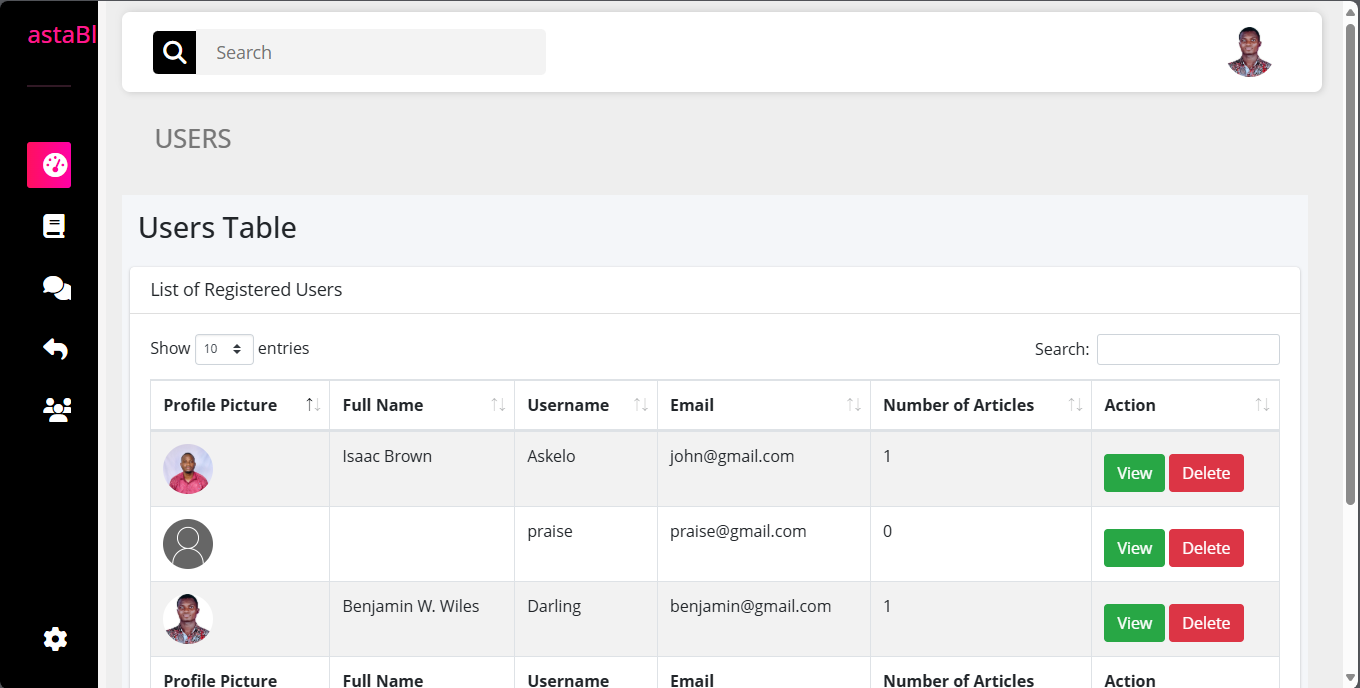 astaBl
Search
USERS
Users Table
List of Registered Users
Show 10 entries
Search:
Profile Picture Full Name Username Email Number of Articles Action
Isaac Brown Askelo john@gmail.com 1 View Delete
praise praise@gmail.com 0 View Delete
Benjamin W. Wiles Darling benjamin@gmail.com 1 View Delete
Profile Picture Full Name Username Email Number of Articles Action